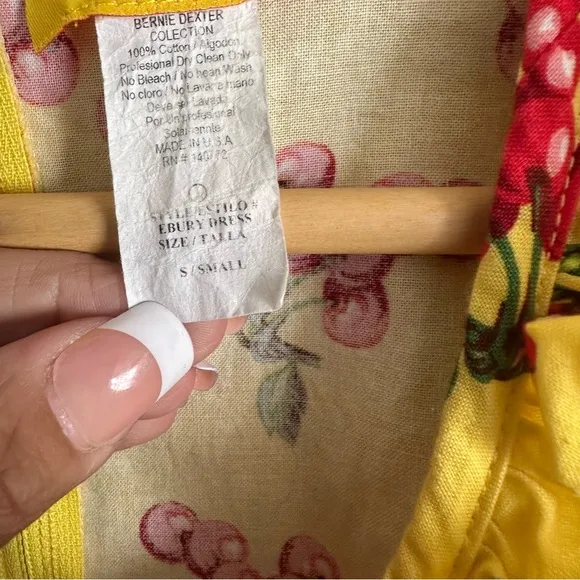 BERNIE DEXTER
COLECTION
100% Cotton / Algodon
Profesional Dry Clean Only
No Bleach / No hean Wash
No cloro / No Lavar a mano
Deve ser Lavado
Por Un profesional
Solamente
MADE IN U.S.A
RN #
STYLE/ESTILO #
EBURY DRESS
SIZE / TALLA
S / SMALL